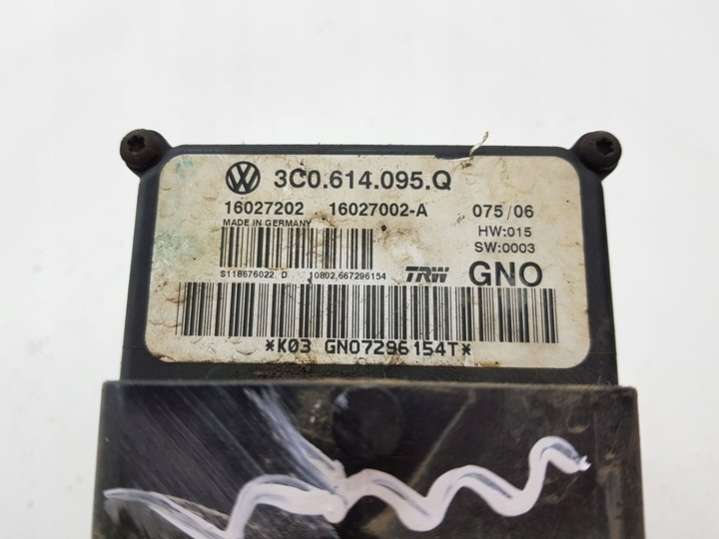 3C0.614.095.Q
16027202 16027002-A 075/06
MADE IN GERMANY
HW:015
SW:0003
S118676022 D 10802,667296154 TRW GNO
*K03 GNO7296154T*